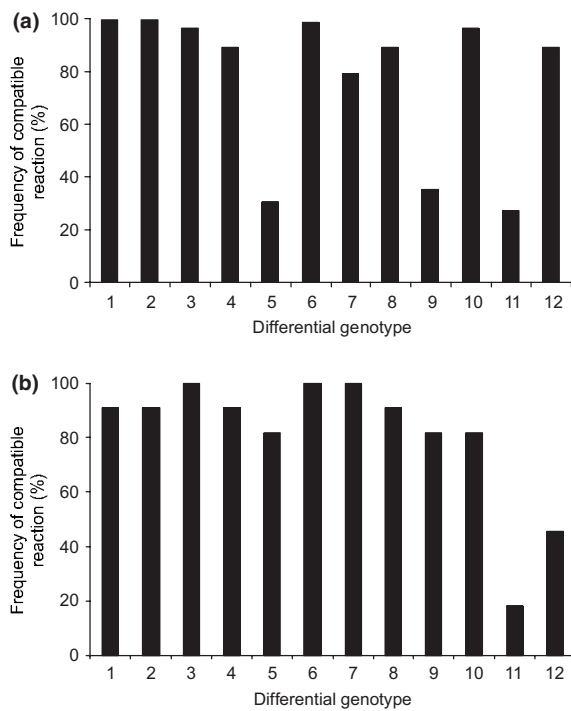 (a)
Frequency of compatible
reaction (%)
100
80
60
40
20
0
1 2 3 4 5 6 7 8 9 10 11 12
Differential genotype
(b)
Frequency of compatible
reaction (%)
100
80
60
40
20
0
1 2 3 4 5 6 7 8 9 10 11 12
Differential genotype